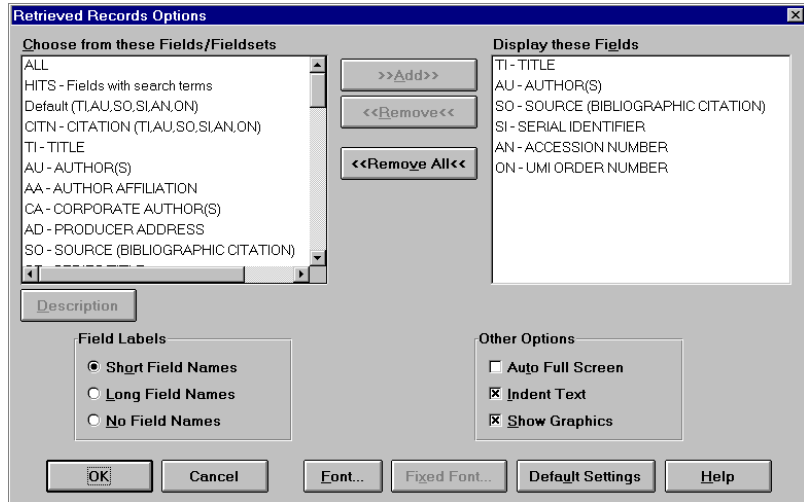 Retrieved Records Options
Choose from these Fields/Fieldsets
ALL
HITS - Fields with search terms
Default (TI,AU,SO,SI,AN,ON)
CITN - CITATION (TI,AU,SO,SI,AN,ON)
TI - TITLE
AU - AUTHOR(S)
AA - AUTHOR AFFILIATION
CA - CORPORATE AUTHOR(S)
AD - PRODUCER ADDRESS
SO - SOURCE (BIBLIOGRAPHIC CITATION)
>>Add>>
<<Remove<<
<<Remove All<<
Display these Fields
TI - TITLE
AU - AUTHOR(S)
SO - SOURCE (BIBLIOGRAPHIC CITATION)
SI - SERIAL IDENTIFIER
AN - ACCESSION NUMBER
ON - UMI ORDER NUMBER
Description
Field Labels
Short Field Names
Long Field Names
No Field Names
Other Options
Auto Full Screen
Indent Text
Show Graphics
OK
Cancel
Font...
Fixed Font...
Default Settings
Help